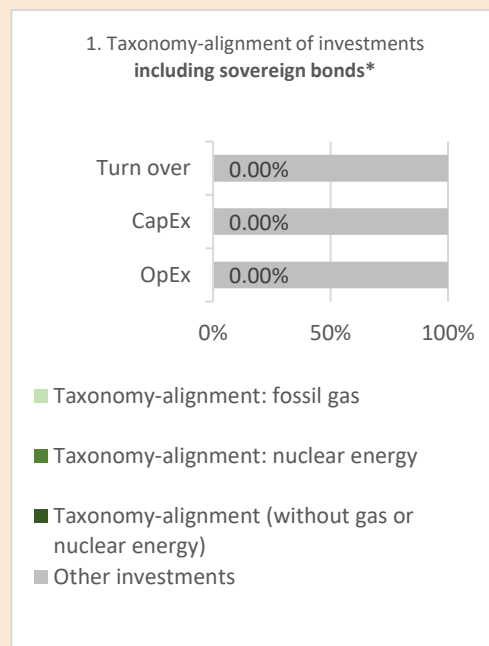 1. Taxonomy-alignment of investments
including sovereign bonds*
Turn over
0.00%
CapEx
0.00%
OpEx
0.00%
0%
50%
100%
Taxonomy-alignment: fossil gas
Taxonomy-alignment: nuclear energy
Taxonomy-alignment (without gas or
nuclear energy)
Other investments